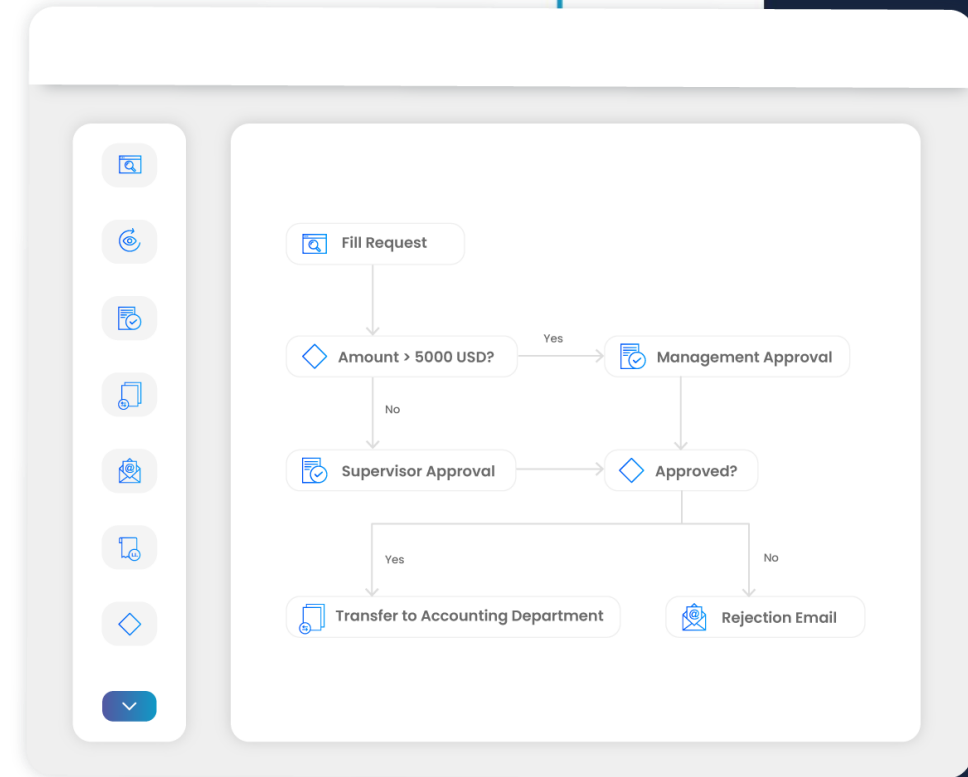 Fill Request
Amount > 5000 USD?
Yes
Management Approval
No
Supervisor Approval
Approved?
Yes
No
Transfer to Accounting Department
Rejection Email